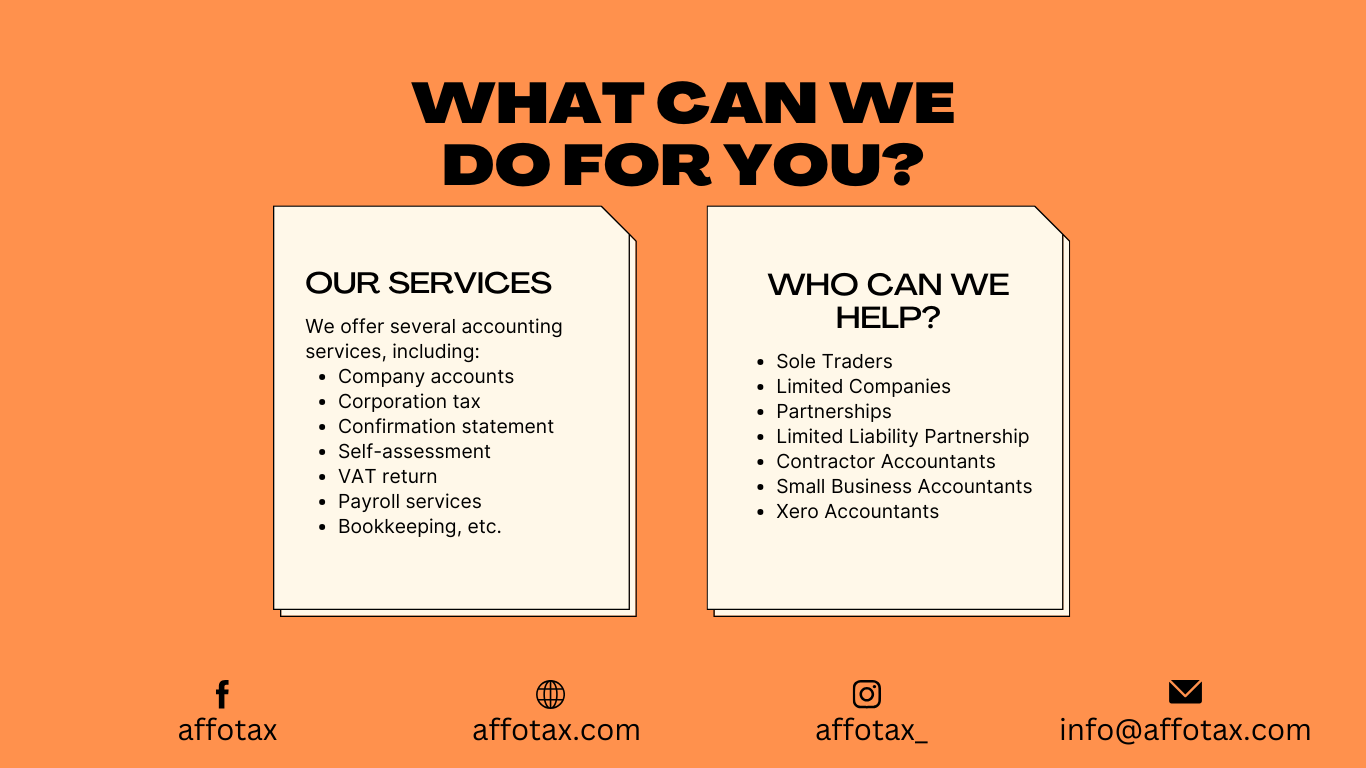 WHAT CAN WE
DO FOR YOU?
OUR SERVICES
We offer several accounting
services, including:
• Company accounts
• Corporation tax
• Confirmation statement
• Self-assessment
• VAT return
• Payroll services
• Bookkeeping, etc.
WHO CAN WE
HELP?
• Sole Traders
• Limited Companies
• Partnerships
• Limited Liability Partnership
• Contractor Accountants
• Small Business Accountants
• Xero Accountants
affotax
affotax.com
affotax_
info@affotax.com